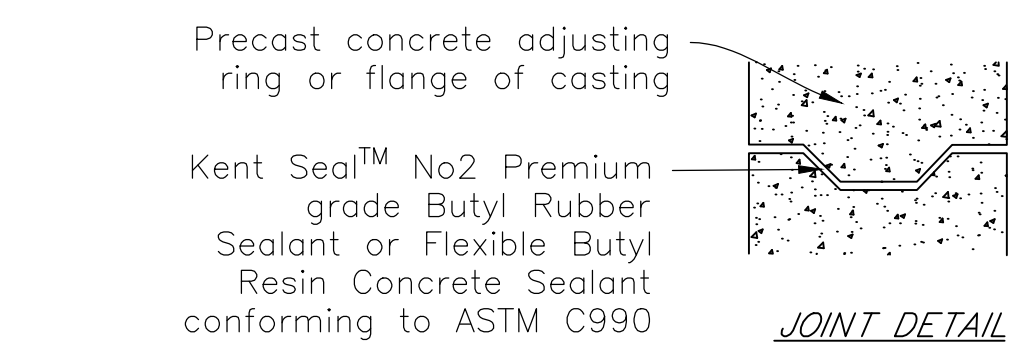 Precast concrete adjusting
ring or flange of casting
Kent Seal™ No2 Premium
grade Butyl Rubber
Sealant or Flexible Butyl
Resin Concrete Sealant
conforming to ASTM C990
JOINT DETAIL